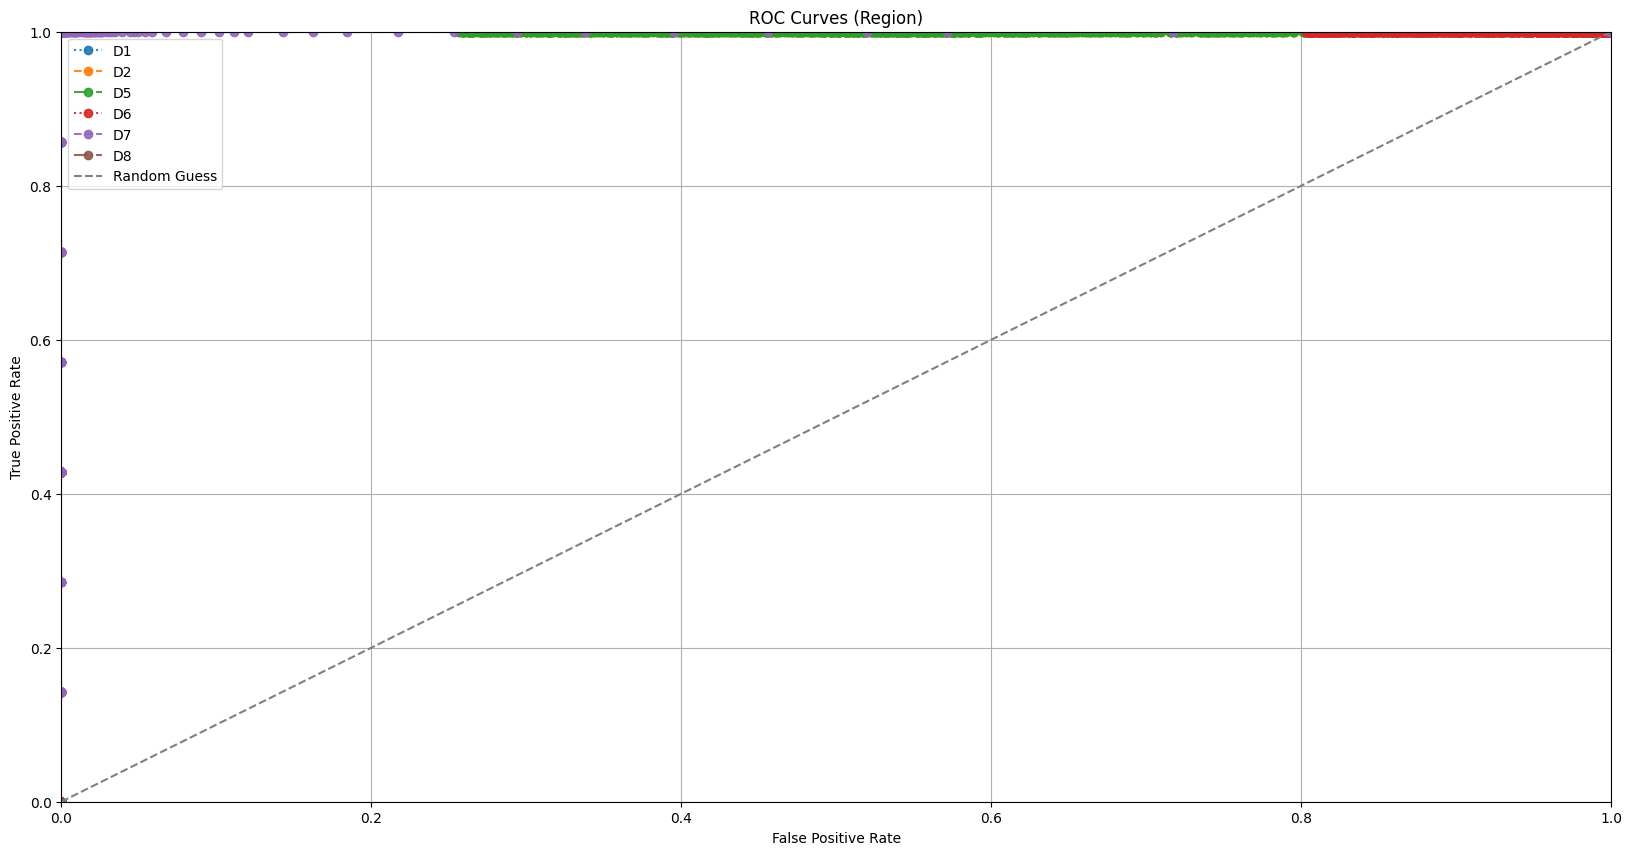 ROC Curves (Region)
1.0
0.8
0.6
0.4
0.2
0.0
True Positive Rate
D1
D2
D5
D6
D7
D8
Random Guess
0.0 0.2 0.4 0.6 0.8 1.0
False Positive Rate